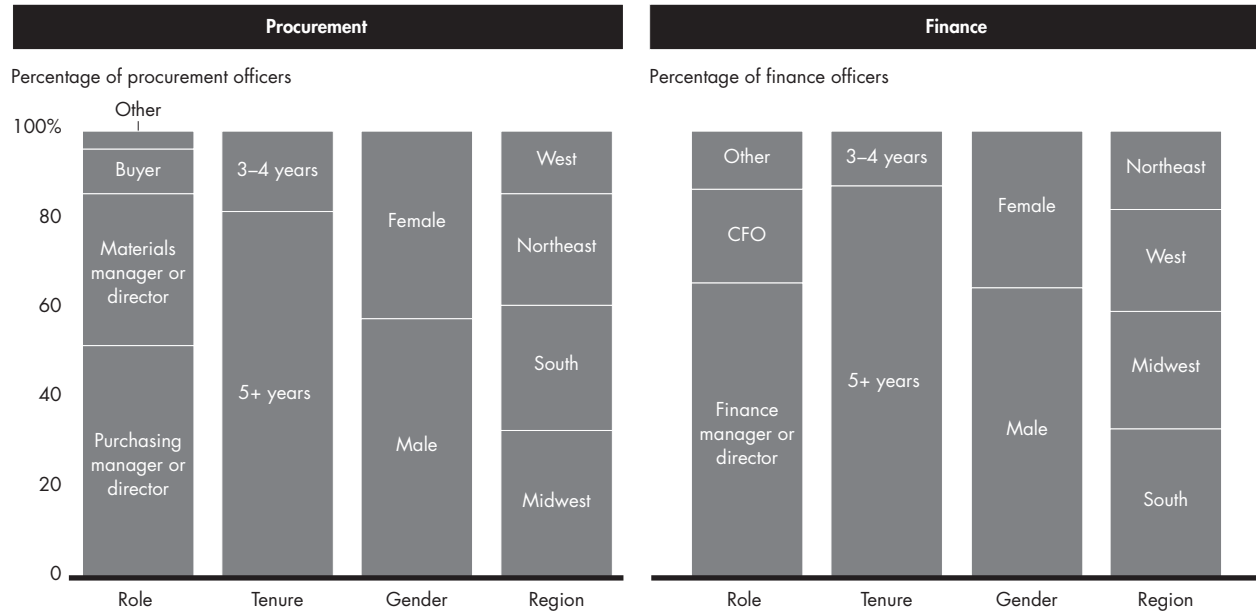 Procurement
Percentage of procurement officers
100%
80
60
40
20
0
Other
Buyer
Materials
manager or
director
Purchasing
manager or
director
Role
3–4 years
5+ years
Tenure
Female
Male
Gender
West
Northeast
South
Midwest
Region
Finance
Percentage of finance officers
Other
CFO
Finance
manager or
director
Role
3–4 years
5+ years
Tenure
Female
Male
Gender
Northeast
West
Midwest
South
Region